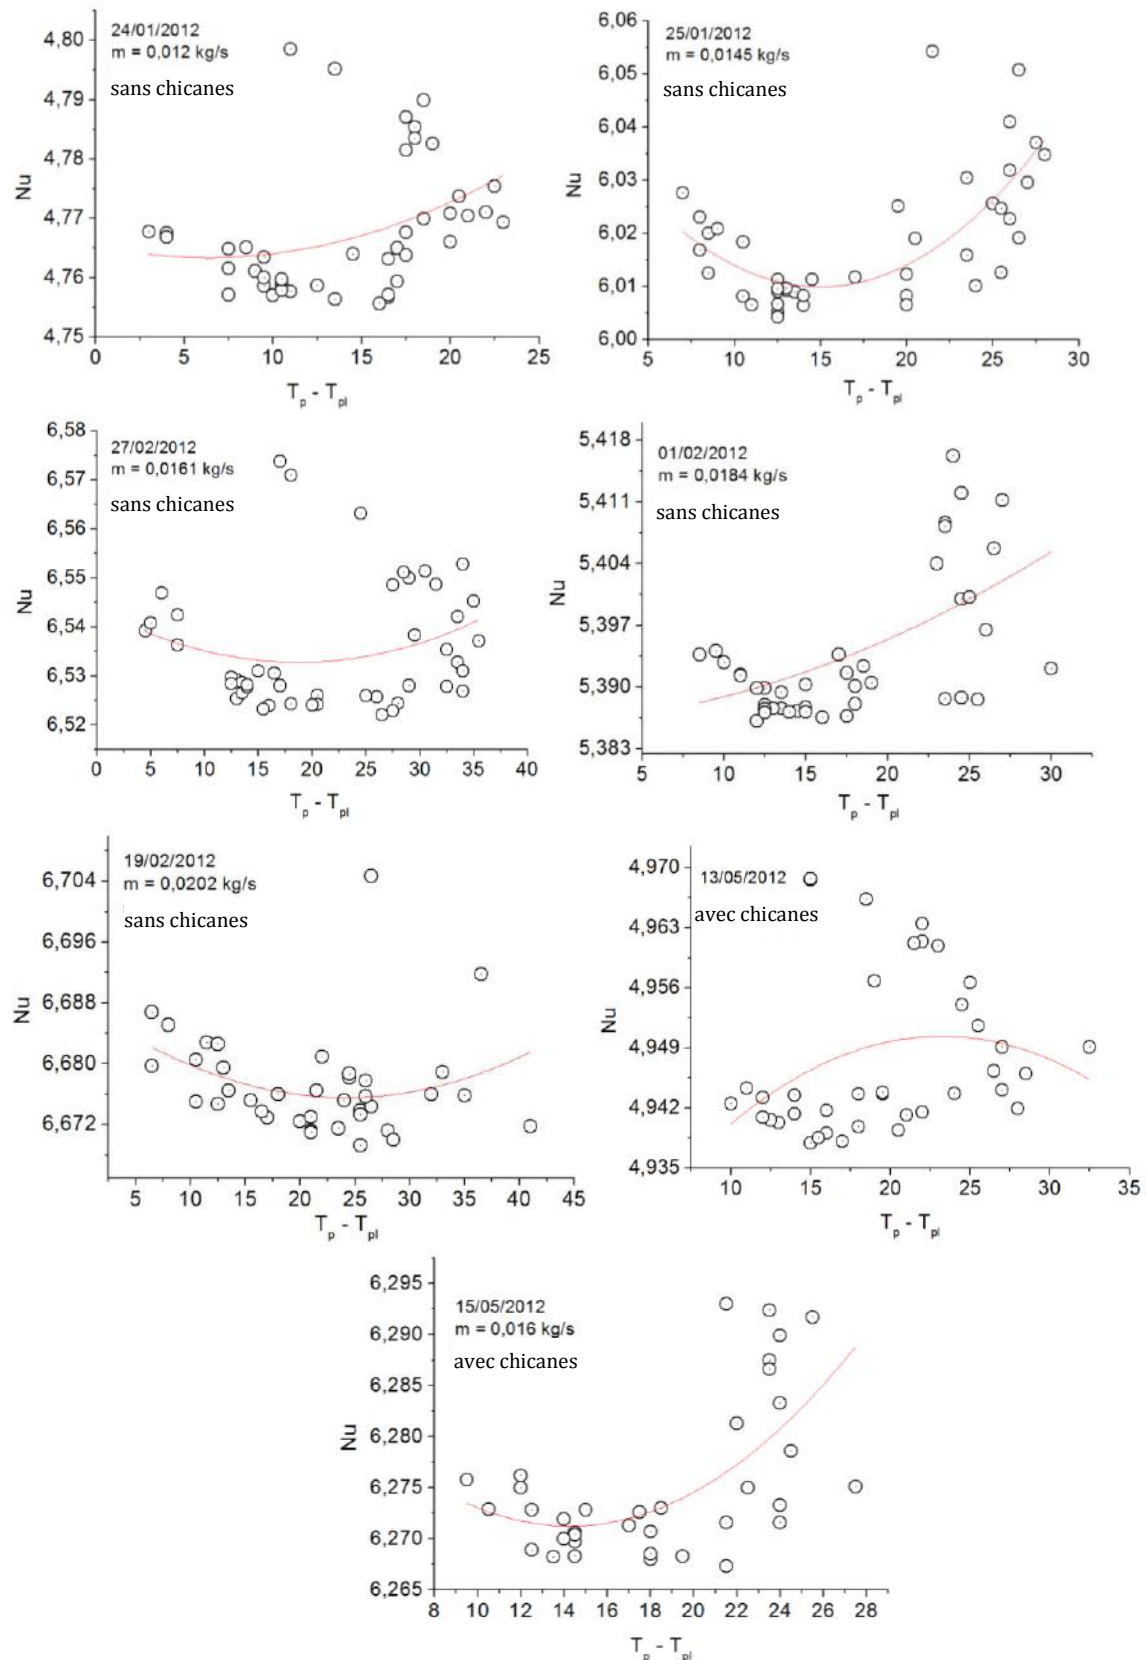 24/01/2012
m = 0,012 kg/s
sans chicanes
4,80
4,79
4,78
4,77
4,76
4,75
Nu
0 5 10 15 20 25
T_p - T_pl
25/01/2012
m = 0,0145 kg/s
sans chicanes
6,06
6,05
6,04
6,03
6,02
6,01
6,00
Nu
5 10 15 20 25 30
T_p - T_pl
27/02/2012
m = 0,0161 kg/s
sans chicanes
6,58
6,57
6,56
6,55
6,54
6,53
6,52
Nu
0 5 10 15 20 25 30 35 40
T_p - T_pl
01/02/2012
m = 0,0184 kg/s
sans chicanes
5,418
5,411
5,404
5,397
5,390
5,383
Nu
5 10 15 20 25 30
T_p - T_pl
19/02/2012
m = 0,0202 kg/s
sans chicanes
6,704
6,696
6,688
6,680
6,672
Nu
5 10 15 20 25 30 35 40 45
T_p - T_pl
13/05/2012
avec chicanes
4,970
4,963
4,956
4,949
4,942
4,935
Nu
10 15 20 25 30 35
T_p - T_pl
15/05/2012
m = 0,016 kg/s
avec chicanes
6,295
6,290
6,285
6,280
6,275
6,270
6,265
Nu
8 10 12 14 16 18 20 22 24 26 28
T_p - T_pl